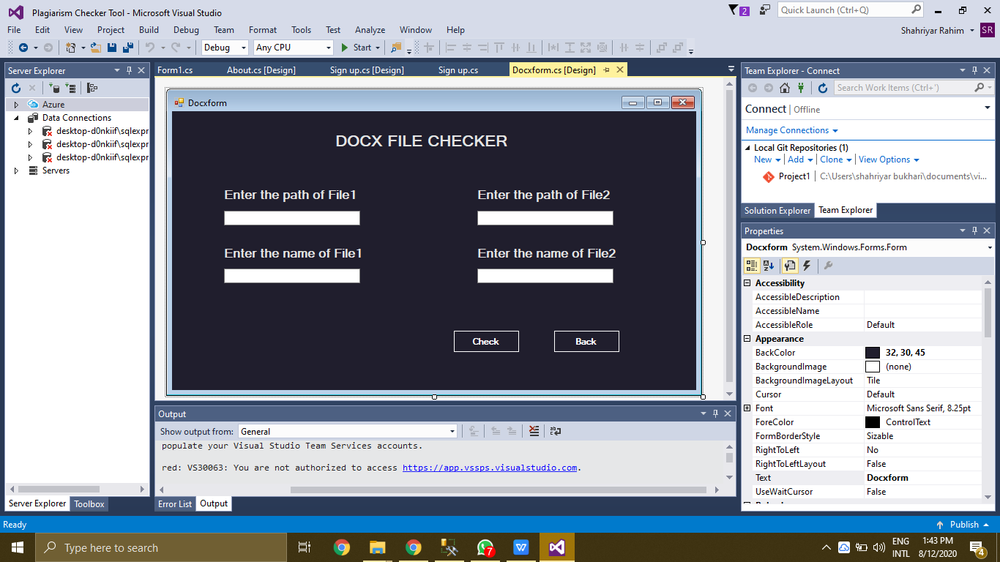 Plagiarism Checker Tool - Microsoft Visual Studio
2
Quick Launch (Ctrl+Q)
File Edit View Project Build Debug Team Format Tools Test Analyze Window Help
Shahriyar Rahim SR
Debug Any CPU Start
Server Explorer
Azure
Data Connections
desktop-d0nkiif\sqlexpr
desktop-d0nkiif\sqlexpr
desktop-d0nkiif\sqlexpr
Servers
Server Explorer Toolbox
Form1.cs About.cs [Design] Sign up.cs [Design] Sign up.cs Docxform.cs [Design]
Docxform
DOCX FILE CHECKER
Enter the path of File1 Enter the path of File2
Enter the name of File1 Enter the name of File2
Check Back
Output
Show output from: General
populate your Visual Studio Team Services accounts.
red: VS30063: You are not authorized to access https://app.vssps.visualstudio.com.
Error List Output
Team Explorer - Connect
Search Work Items (Ctrl+')
Connect | Offline
Manage Connections
Local Git Repositories (1)
New Add Clone View Options
Project1 C:\Users\shahriyar bukhari\documents\vi...
Solution Explorer Team Explorer
Properties
Docxform System.Windows.Forms.Form
Accessibility
AccessibleDescription
AccessibleName
AccessibleRole Default
Appearance
BackColor 32, 30, 45
BackgroundImage (none)
BackgroundImageLayout Tile
Cursor Default
Font Microsoft Sans Serif, 8.25pt
ForeColor ControlText
FormBorderStyle Sizable
RightToLeft No
RightToLeftLayout False
Text Docxform
UseWaitCursor False
Ready
Publish
Type here to search
7
W
ENG
INTL
1:43 PM
8/12/2020
4